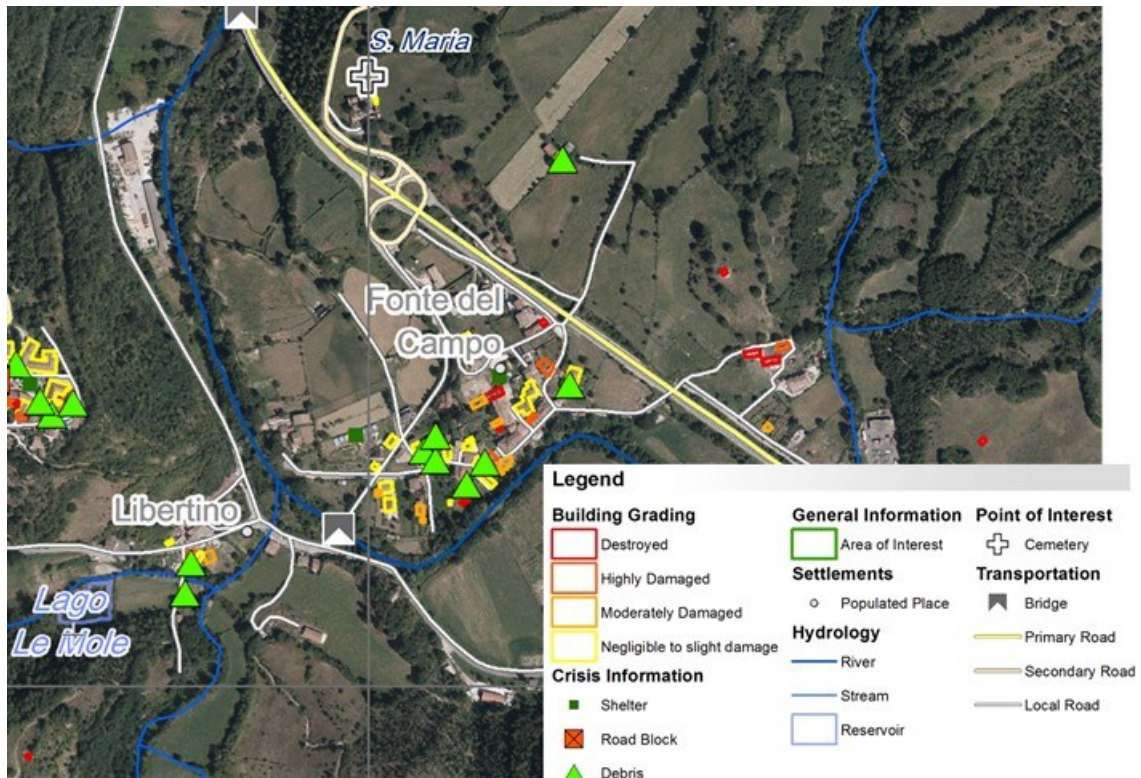 S. Maria
Fonte del
Campo
Libertino
Lago
Le Mole
Legend
Building Grading
Destroyed
Highly Damaged
Moderately Damaged
Negligible to slight damage
Crisis Information
Shelter
Road Block
Debris
General Information
Area of Interest
Settlements
Populated Place
Hydrology
River
Stream
Reservoir
Point of Interest
Cemetery
Transportation
Bridge
Primary Road
Secondary Road
Local Road